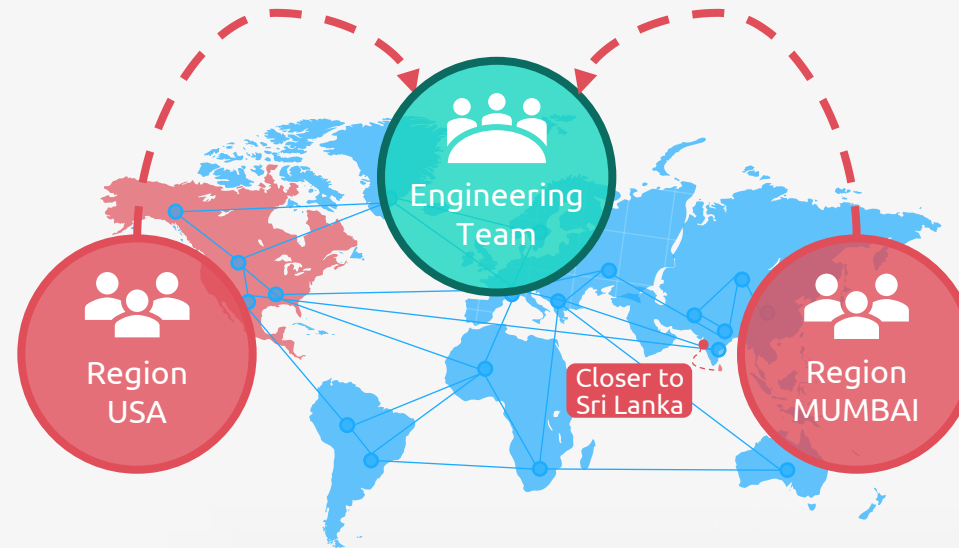 Engineering
Team
Region
USA
Closer to
Sri Lanka
Region
MUMBAI